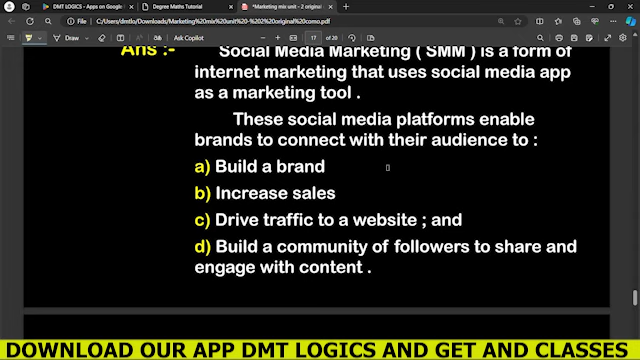 DMT LOGICS - Apps on Google
Degree Maths Tutorial
*Marketing mix unit - 2 original
File
C:/Users/dmtlo/Downloads/Marketing%20mix%20unit%20-%202%20original%20como.pdf
Draw
Ask Copilot
17 of 20
Ans :- Social Media Marketing ( SMM ) is a form of
internet marketing that uses social media app
as a marketing tool .
These social media platforms enable
brands to connect with their audience to :
a) Build a brand
b) Increase sales
c) Drive traffic to a website ; and
d) Build a community of followers to share and
engage with content .
DOWNLOAD OUR APP DMT LOGICS AND GET AND CLASSES